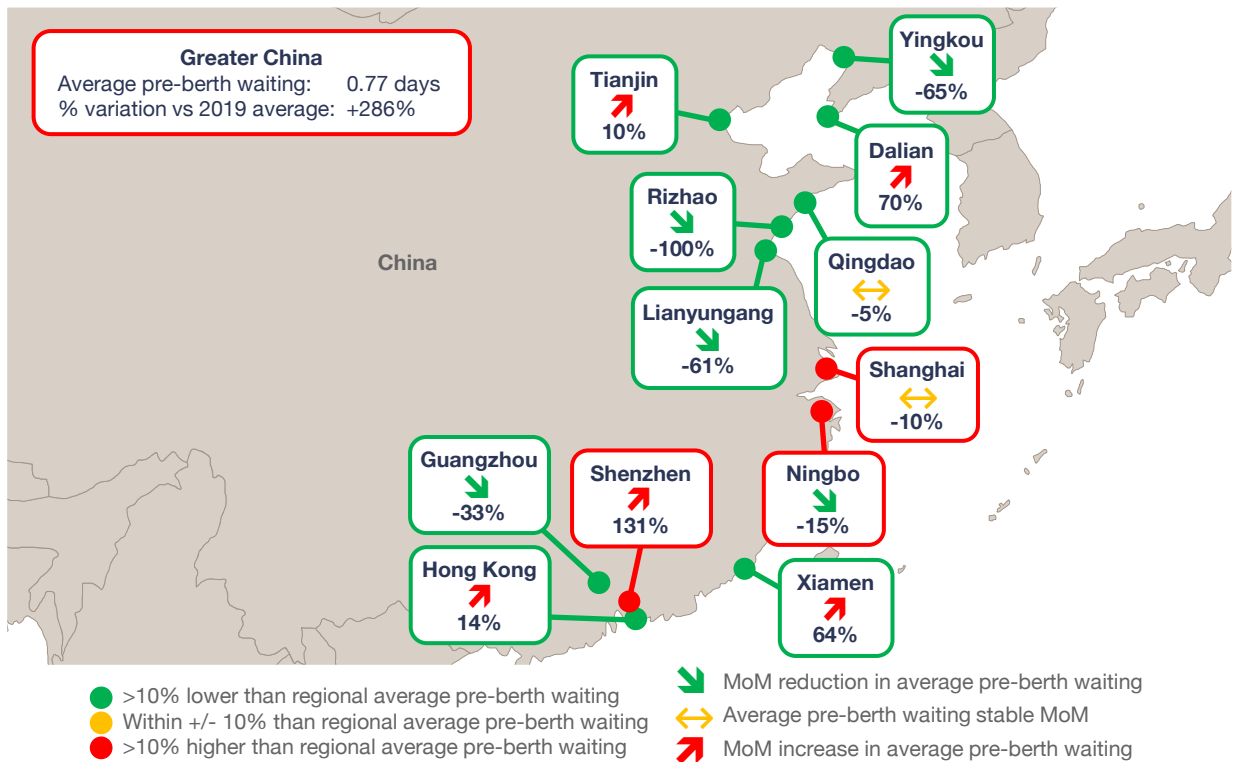 Greater China
Average pre-berth waiting: 0.77 days
% variation vs 2019 average: +286%
Yingkou
-65%
Tianjin
10%
Dalian
70%
Rizhao
-100%
China
Qingdao
-5%
Lianyungang
-61%
Shanghai
-10%
Guangzhou
-33%
Shenzhen
131%
Ningbo
-15%
Hong Kong
14%
Xiamen
64%
>10% lower than regional average pre-berth waiting
Within +/- 10% than regional average pre-berth waiting
>10% higher than regional average pre-berth waiting
MoM reduction in average pre-berth waiting
Average pre-berth waiting stable MoM
MoM increase in average pre-berth waiting